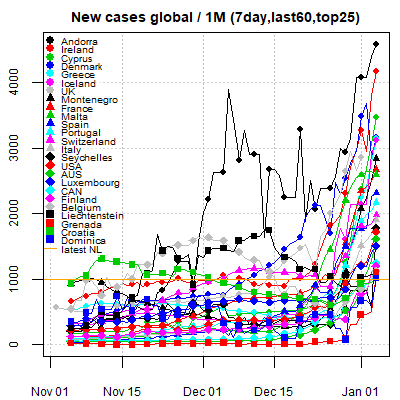 New cases global / 1M (7day,last60,top25)
Andorra
Ireland
Cyprus
Denmark
Greece
Iceland
UK
Montenegro
France
Malta
Spain
Portugal
Switzerland
Italy
Seychelles
USA
AUS
Luxembourg
CAN
Finland
Belgium
Liechtenstein
Grenada
Croatia
Dominica
latest NL
4000
3000
2000
1000
0
Nov 01 Nov 15 Dec 01 Dec 15 Jan 01